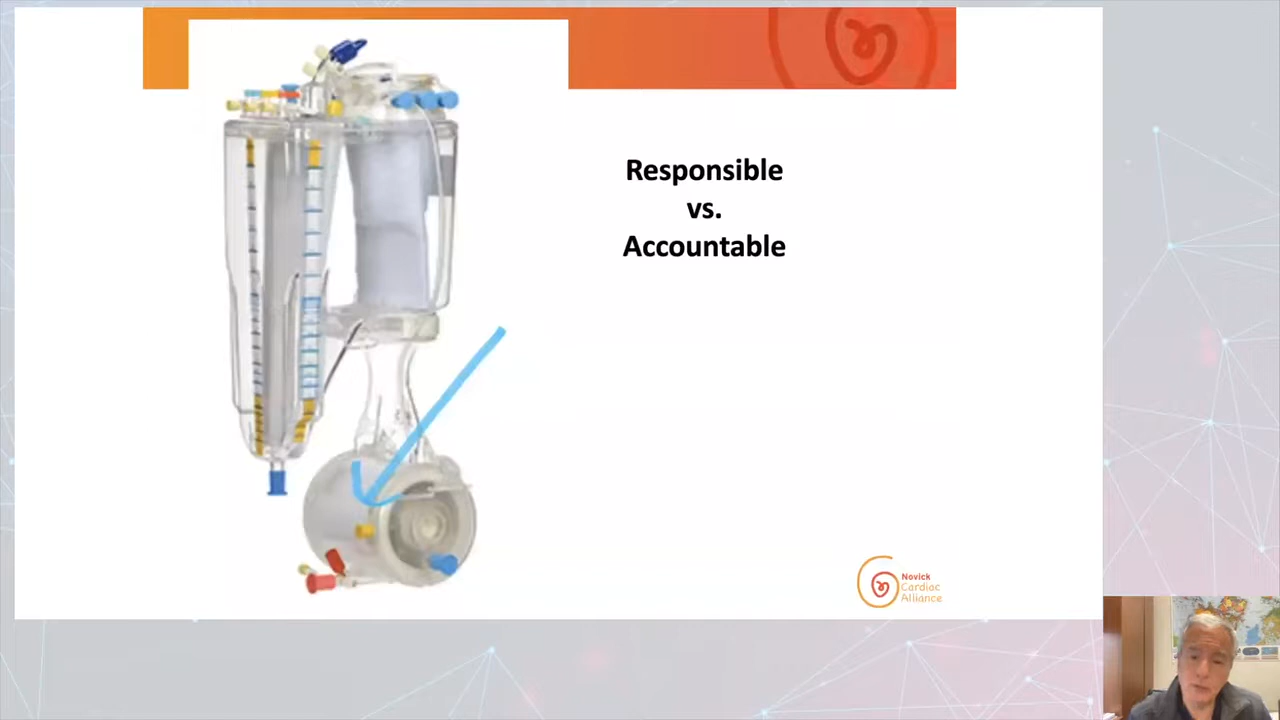 Responsible
vs.
Accountable
Novick
Cardiac
Alliance